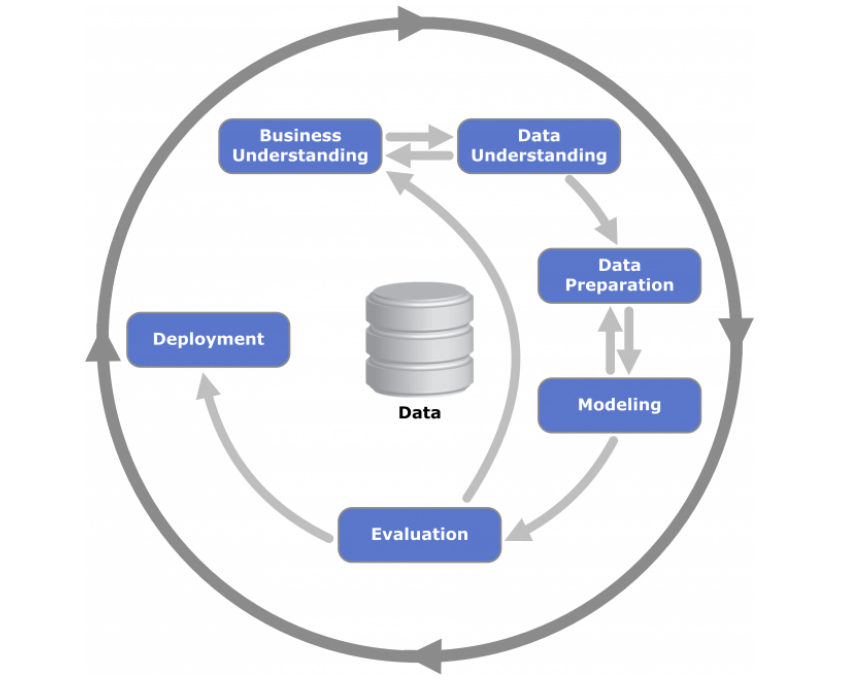 Business
Understanding
Data
Understanding
Data
Preparation
Deployment
Modeling
Data
Evaluation